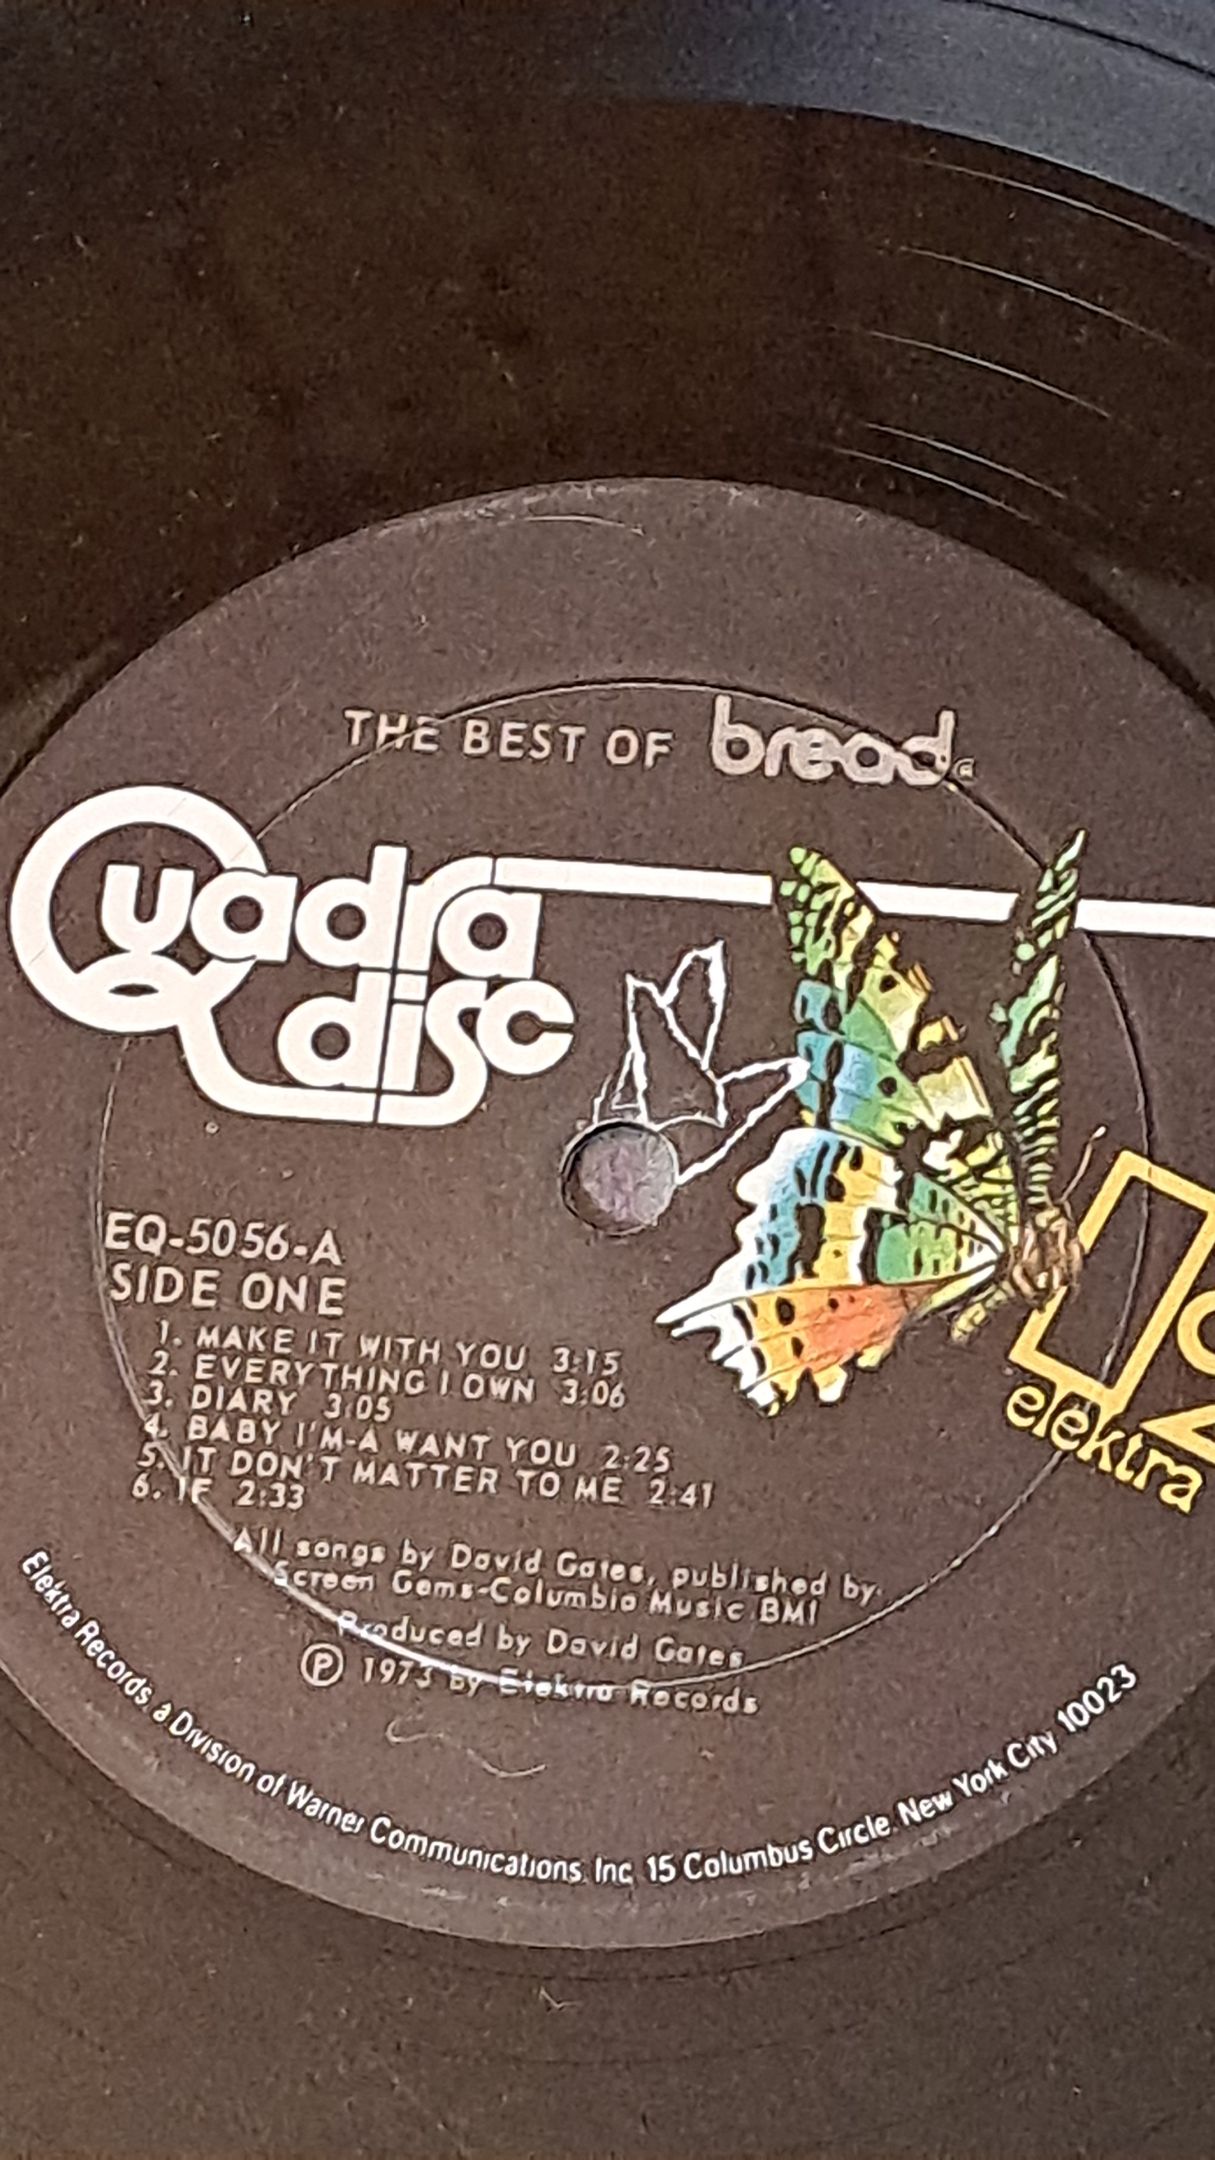 THE BEST OF bread
Quadra
disc
EQ-5056-A
SIDE ONE
1. MAKE IT WITH YOU 3:15
2. EVERYTHING I OWN 3:06
3. DIARY 3:05
4. BABY I'M-A WANT YOU 2:25
5. IT DON'T MATTER TO ME 2:41
6. IF 2:33
elektra
All songs by David Gates, published by
Screen Gems-Columbia Music BMI
Produced by David Gates
℗ 1973 by Elektra Records
Elektra Records, a Division of Warner Communications, Inc. 15 Columbus Circle, New York City 10023